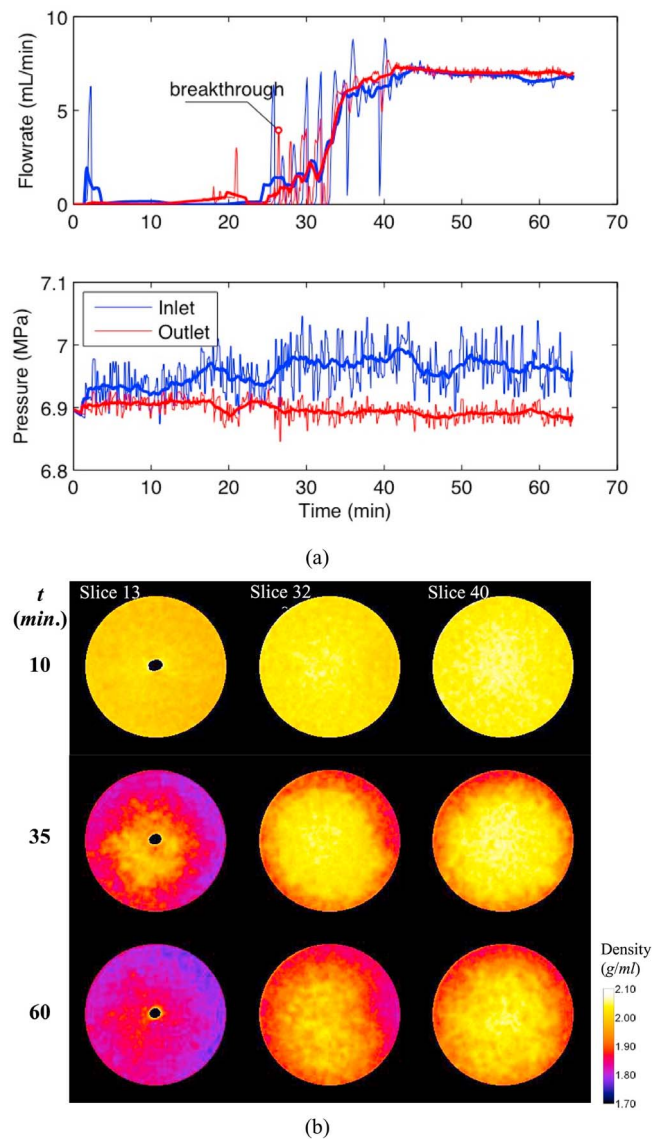 10
5
0
Flowrate (mL/min)
breakthrough
0 10 20 30 40 50 60 70
7.1
7
6.9
6.8
Pressure (MPa)
Inlet
Outlet
0 10 20 30 40 50 60 70
Time (min)
(a)
t
(min.)
Slice 13 Slice 32 Slice 40
10
35
60
Density
(g/ml)
2.10
2.00
1.90
1.80
1.70
(b)